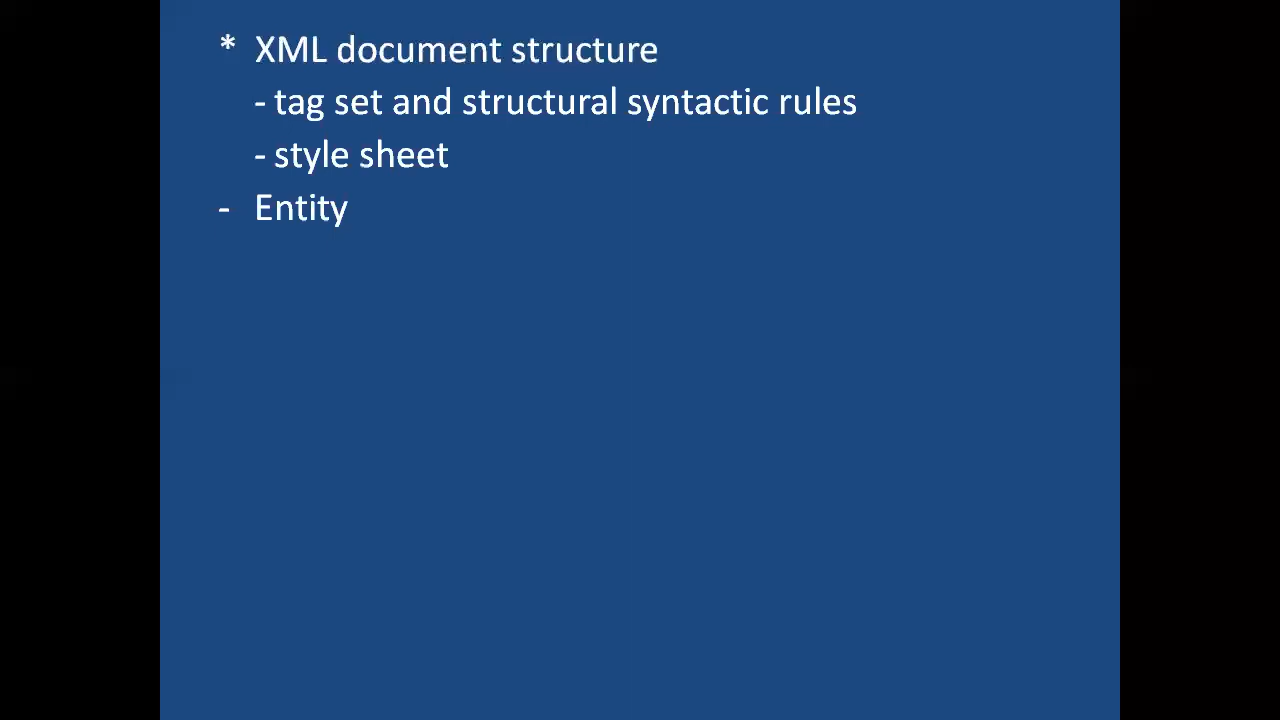 * XML document structure
- tag set and structural syntactic rules
- style sheet
- Entity